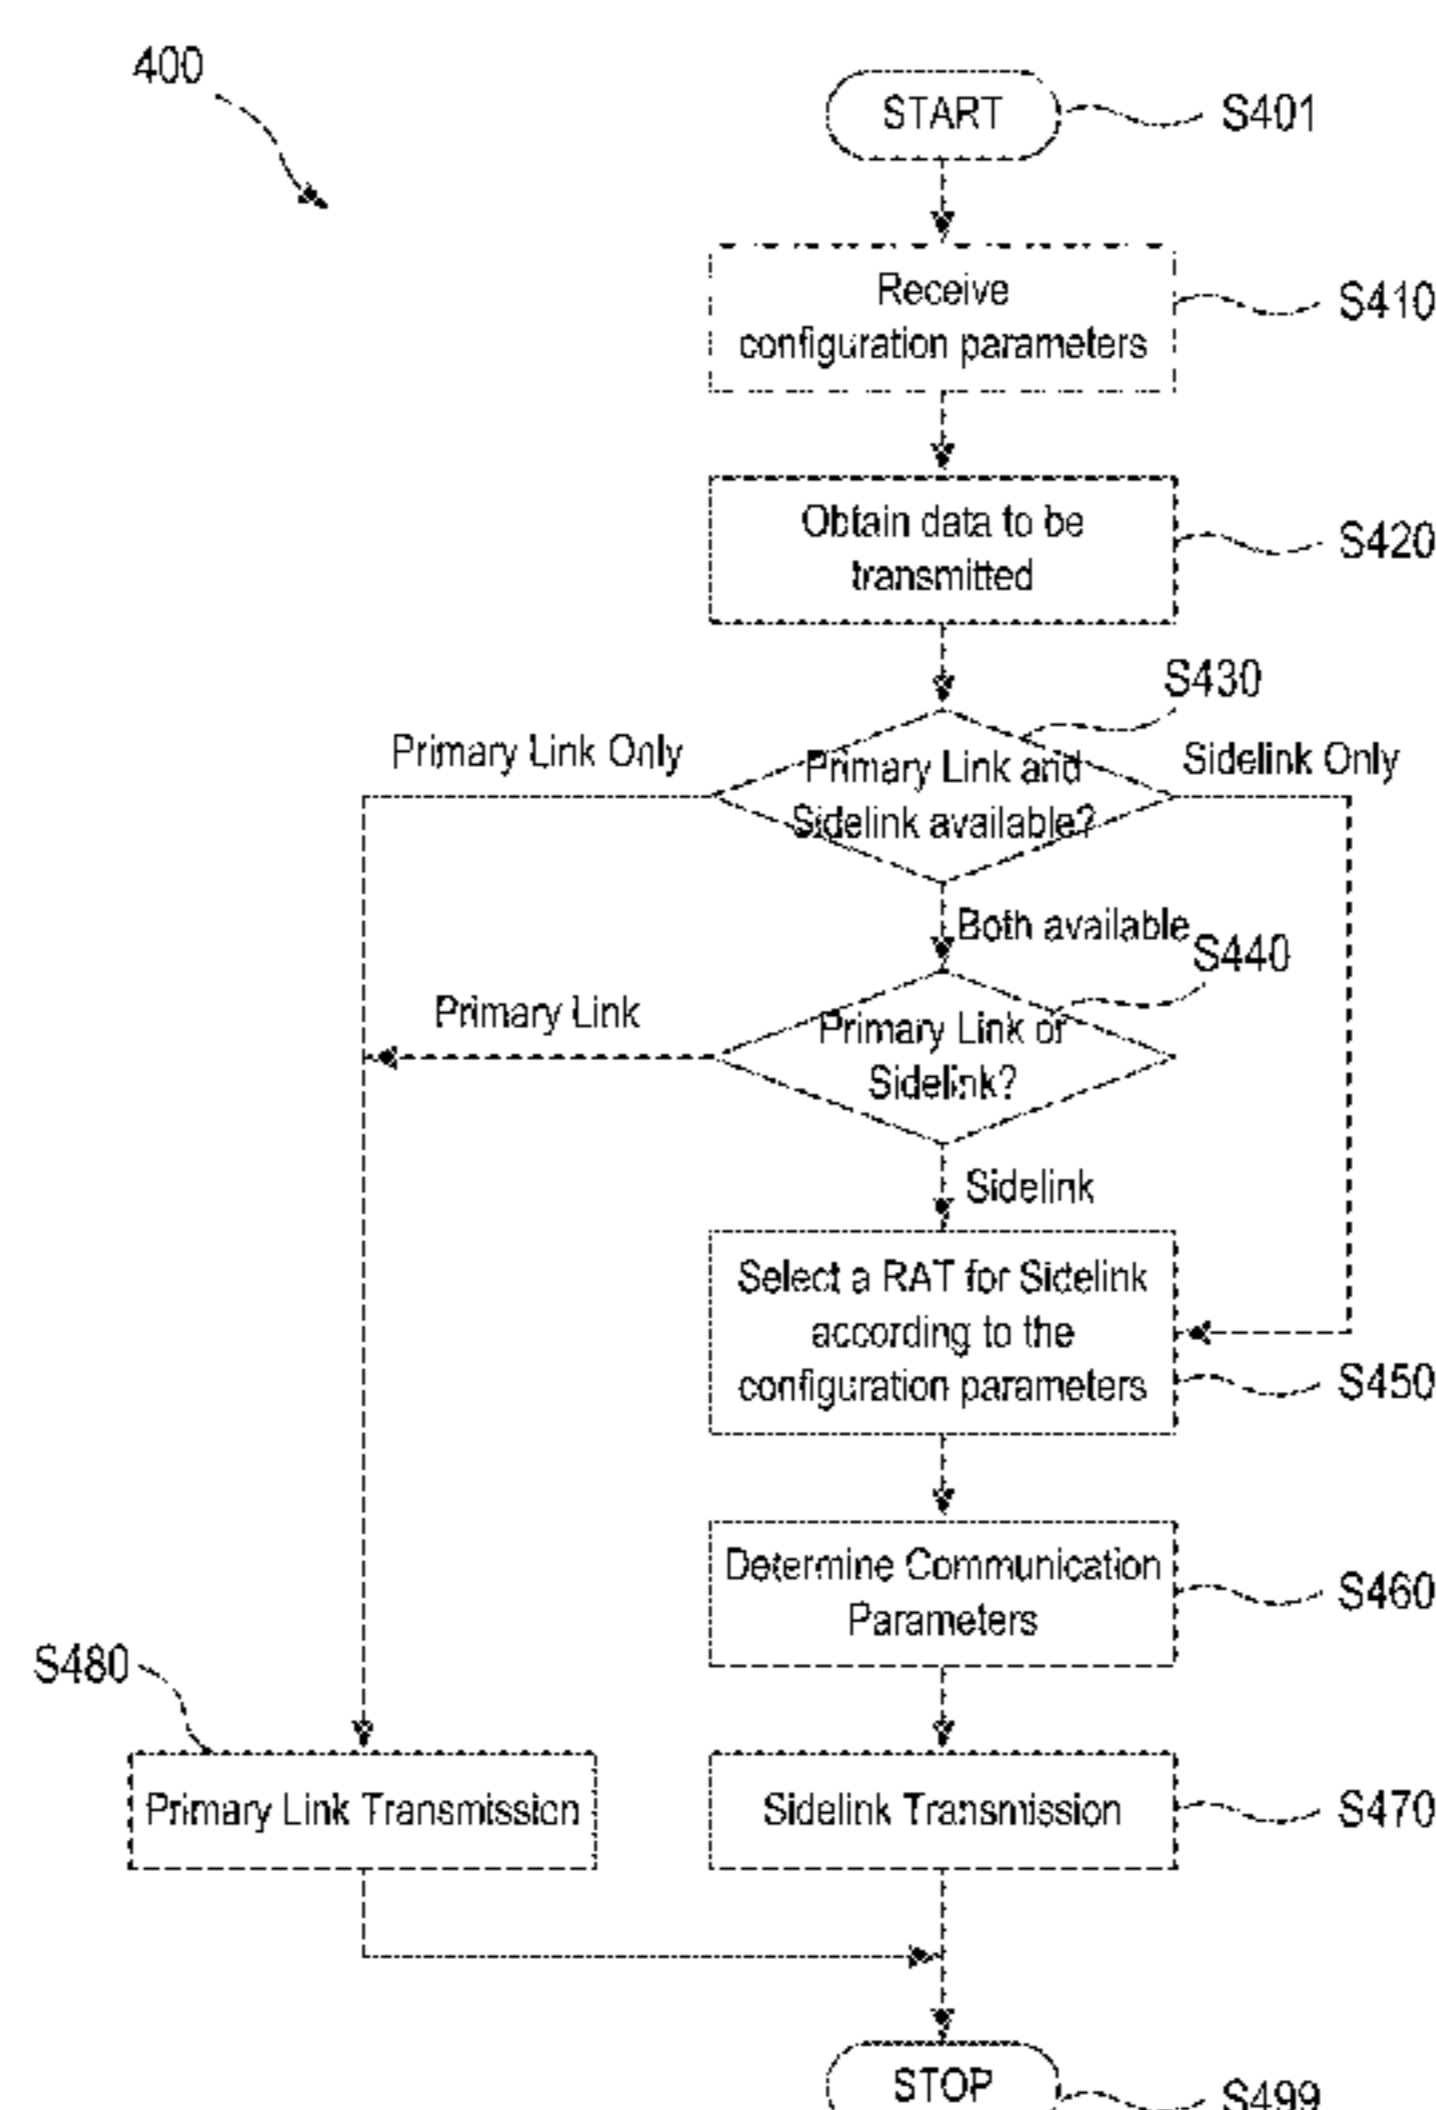 400
START
S401
Receive
configuration parameters
S410
Obtain data to be
transmitted
S420
S430
Primary Link Only
Primary Link and
Sidelink available?
Sidelink Only
Both available
S440
Primary Link
Primary Link or
Sidelink?
Sidelink
Select a RAT for Sidelink
according to the
configuration parameters
S450
Determine Communication
Parameters
S460
S480
Primary Link Transmission
Sidelink Transmission
S470
STOP
S499